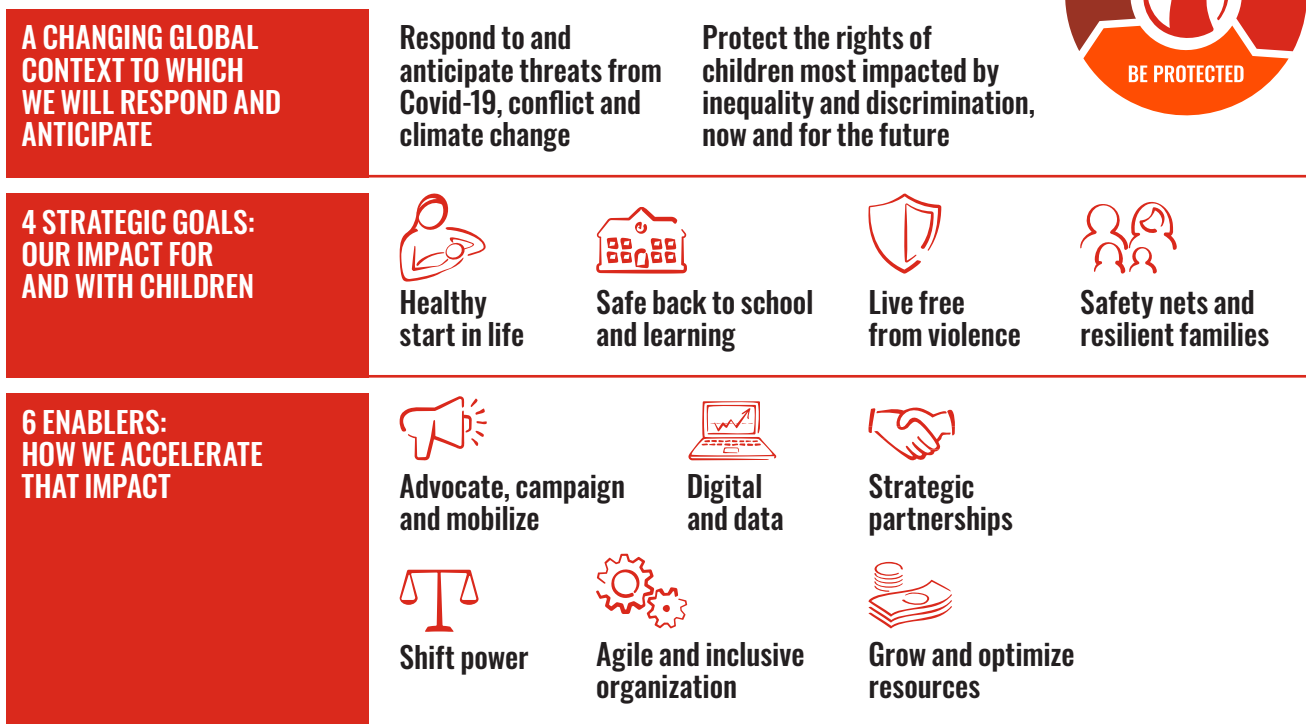 A CHANGING GLOBAL
CONTEXT TO WHICH
WE WILL RESPOND AND
ANTICIPATE
Respond to and
anticipate threats from
Covid-19, conflict and
climate change
Protect the rights of
children most impacted by
inequality and discrimination,
now and for the future
BE PROTECTED
4 STRATEGIC GOALS:
OUR IMPACT FOR
AND WITH CHILDREN
Healthy
start in life
Safe back to school
and learning
Live free
from violence
Safety nets and
resilient families
6 ENABLERS:
HOW WE ACCELERATE
THAT IMPACT
Advocate, campaign
and mobilize
Digital
and data
Strategic
partnerships
Shift power
Agile and inclusive
organization
Grow and optimize
resources